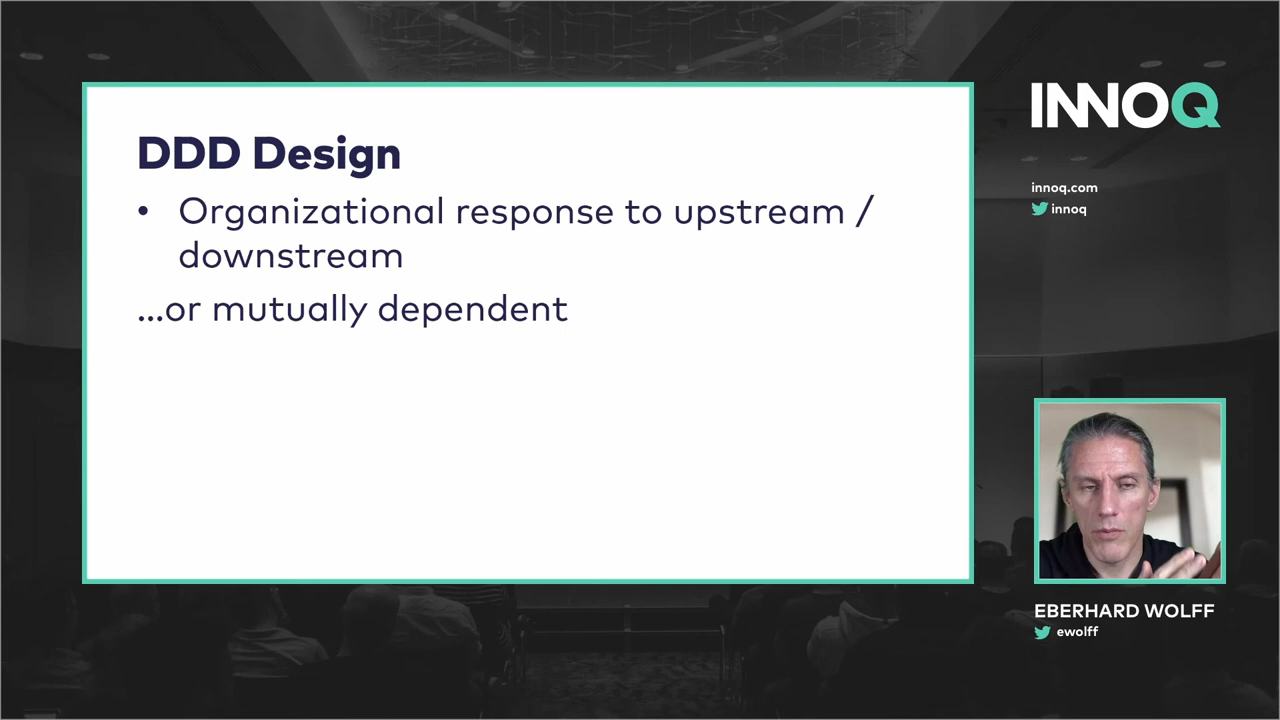 DDD Design
• Organizational response to upstream /
downstream
...or mutually dependent
INNOQ
innoq.com
innoq
EBERHARD WOLFF
ewolff